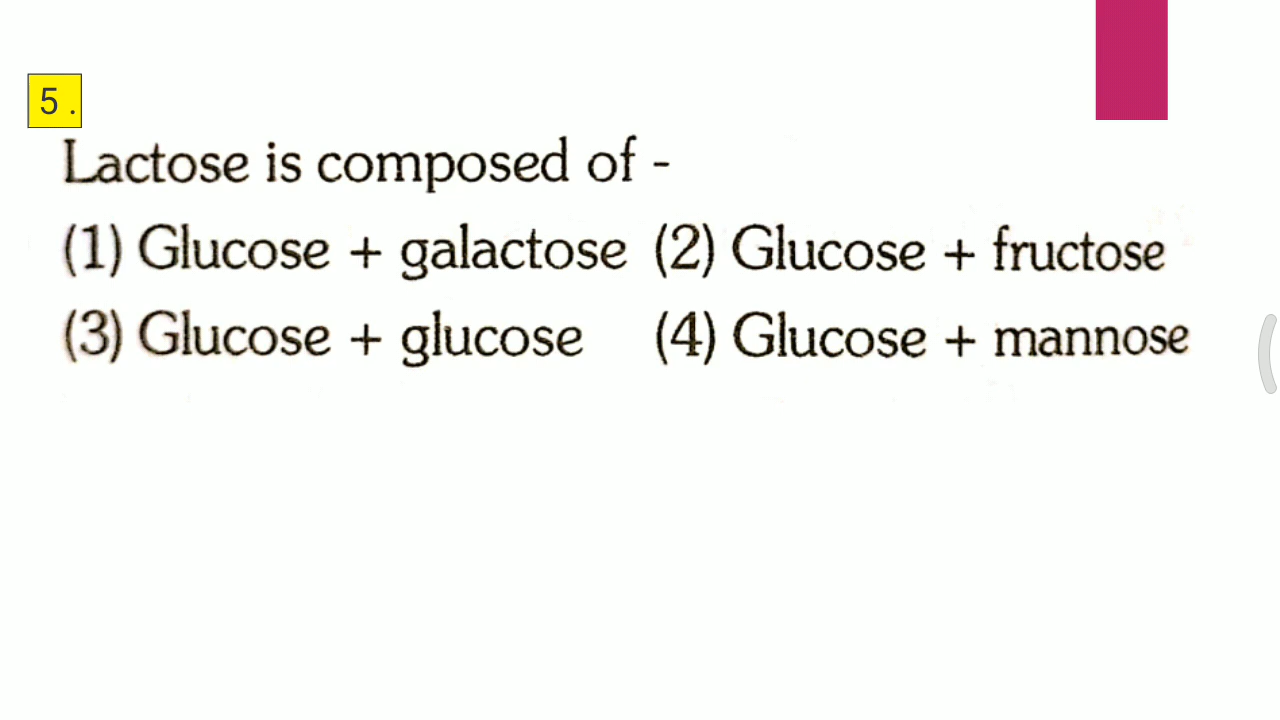 5 .
Lactose is composed of -
(1) Glucose + galactose (2) Glucose + fructose
(3) Glucose + glucose (4) Glucose + mannose